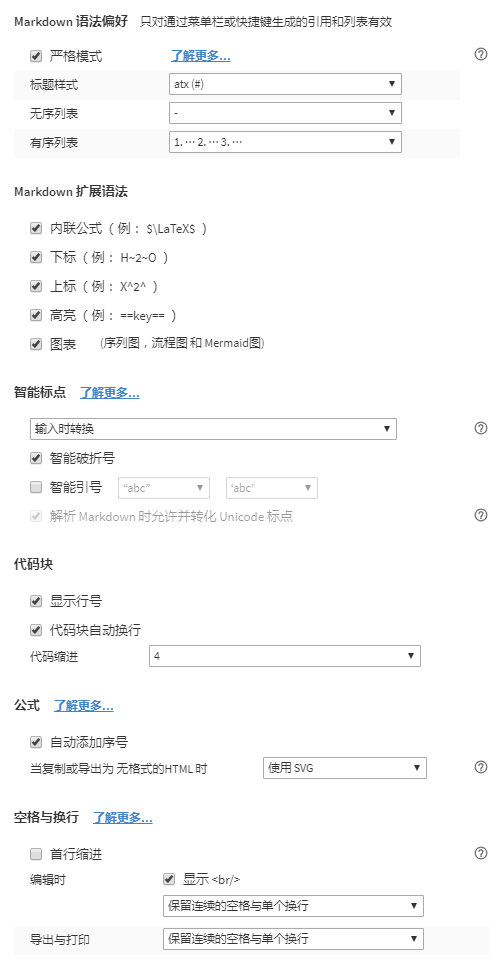 Markdown 语法偏好 只对通过菜单栏或快捷键生成的引用和列表有效
严格模式 了解更多...
标题样式 atx (#)
无序列表 -
有序列表 1. ⋯ 2. ⋯ 3. ⋯
Markdown 扩展语法
内联公式（例： $\LaTeX$ ）
下标（例： H~2~O ）
上标（例： X^2^ ）
高亮（例： ==key== ）
图表 (序列图，流程图 和 Mermaid图)
智能标点 了解更多...
输入时转换
智能破折号
智能引号 “abc” ‘abc’
解析 Markdown 时允许并转化 Unicode 标点
代码块
显示行号
代码块自动换行
代码缩进 4
公式 了解更多...
自动添加序号
当复制或导出为 无格式的HTML 时 使用 SVG
空格与换行 了解更多...
首行缩进
编辑时 显示 <br/>
保留连续的空格与单个换行
导出与打印 保留连续的空格与单个换行